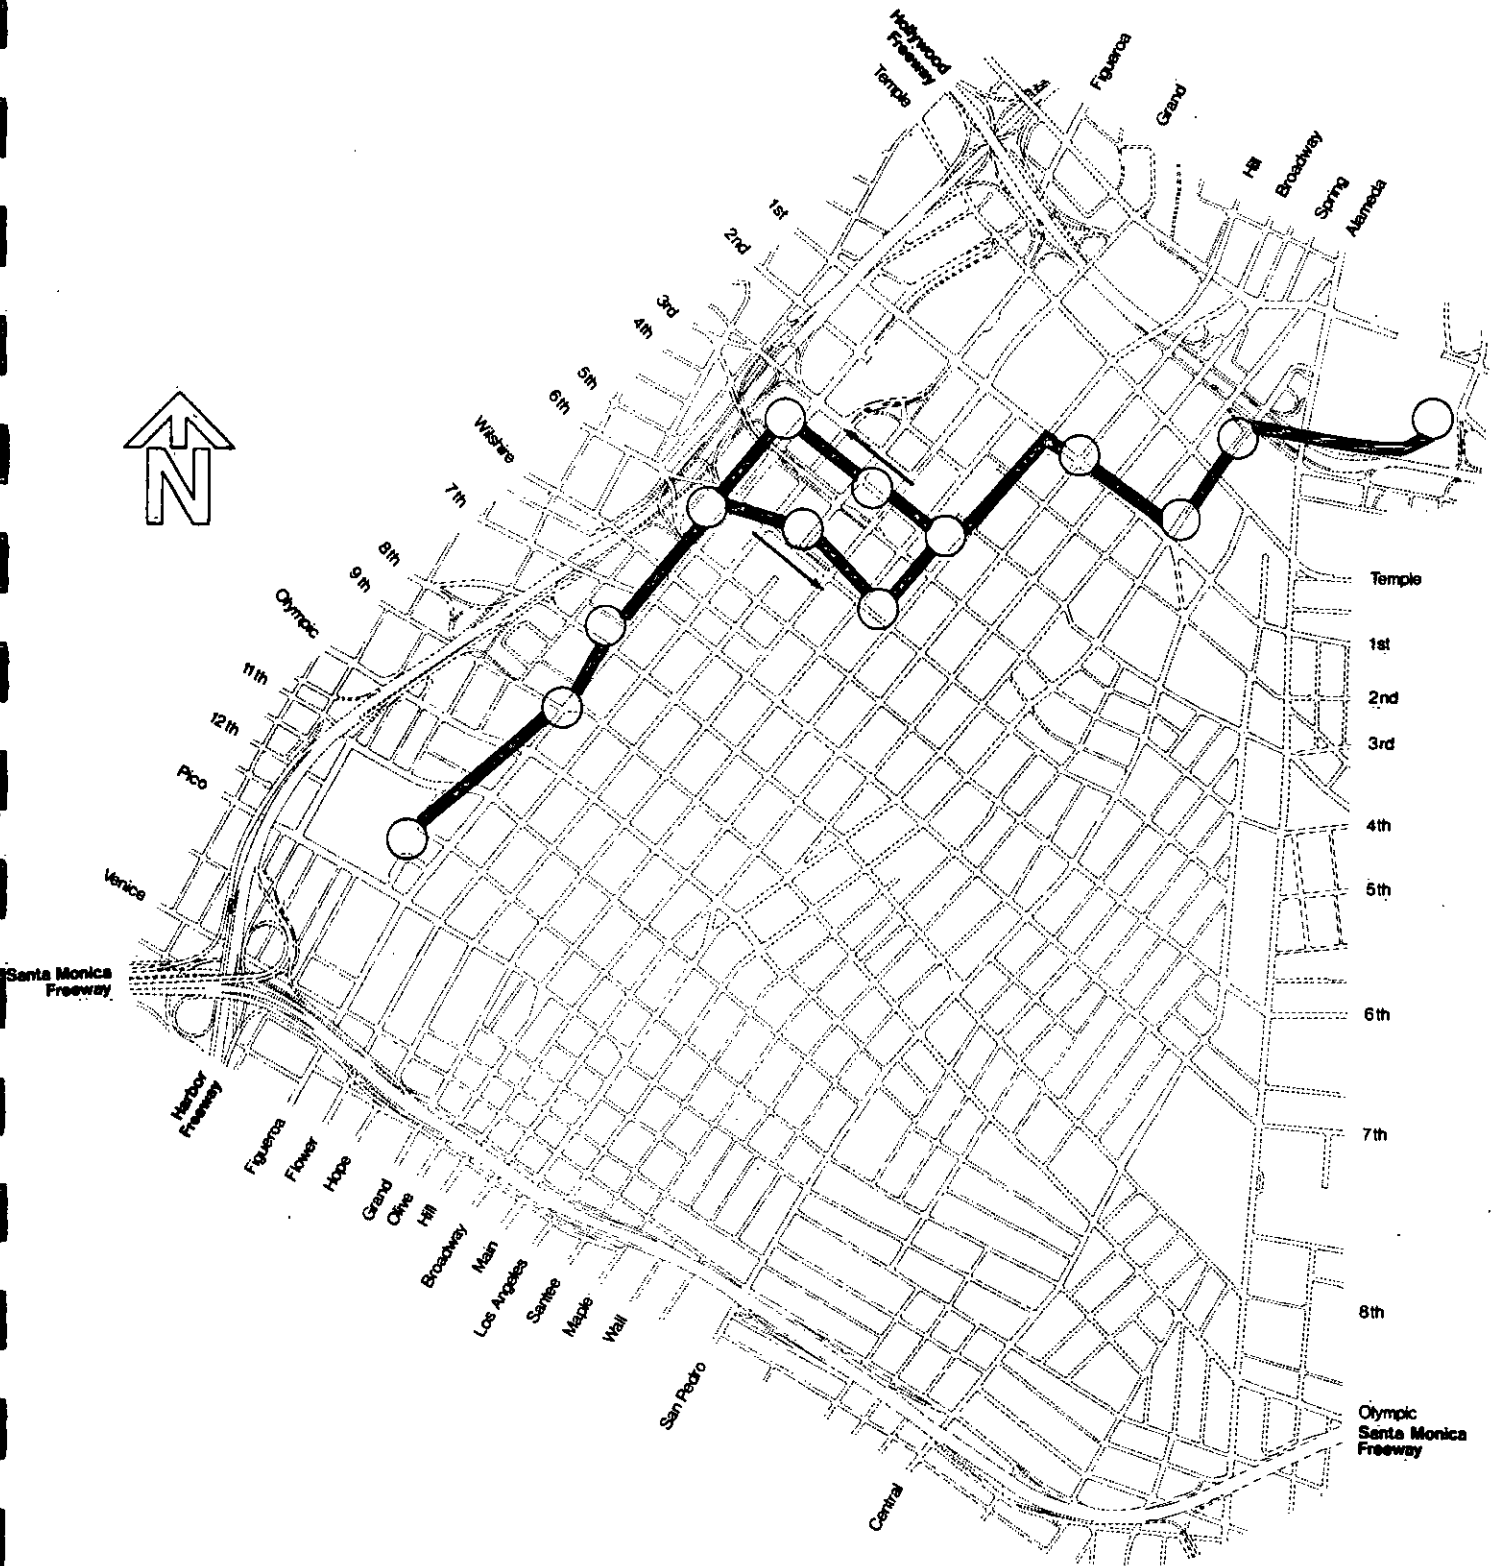 Hollywood
Freeway
Temple
Figueroa
Grand
Hill
Broadway
Spring
Alameda
1st
2nd
3rd
4th
5th
6th
Wilshire
7th
8th
9th
Olympic
11th
12th
Pico
Venice
Santa Monica
Freeway
Harbor
Freeway
N
Figueroa
Flower
Hope
Grand
Olive
Hill
Broadway
Main
Los Angeles
Santee
Maple
Wall
San Pedro
Central
Temple
1st
2nd
3rd
4th
5th
6th
7th
8th
Olympic
Santa Monica
Freeway